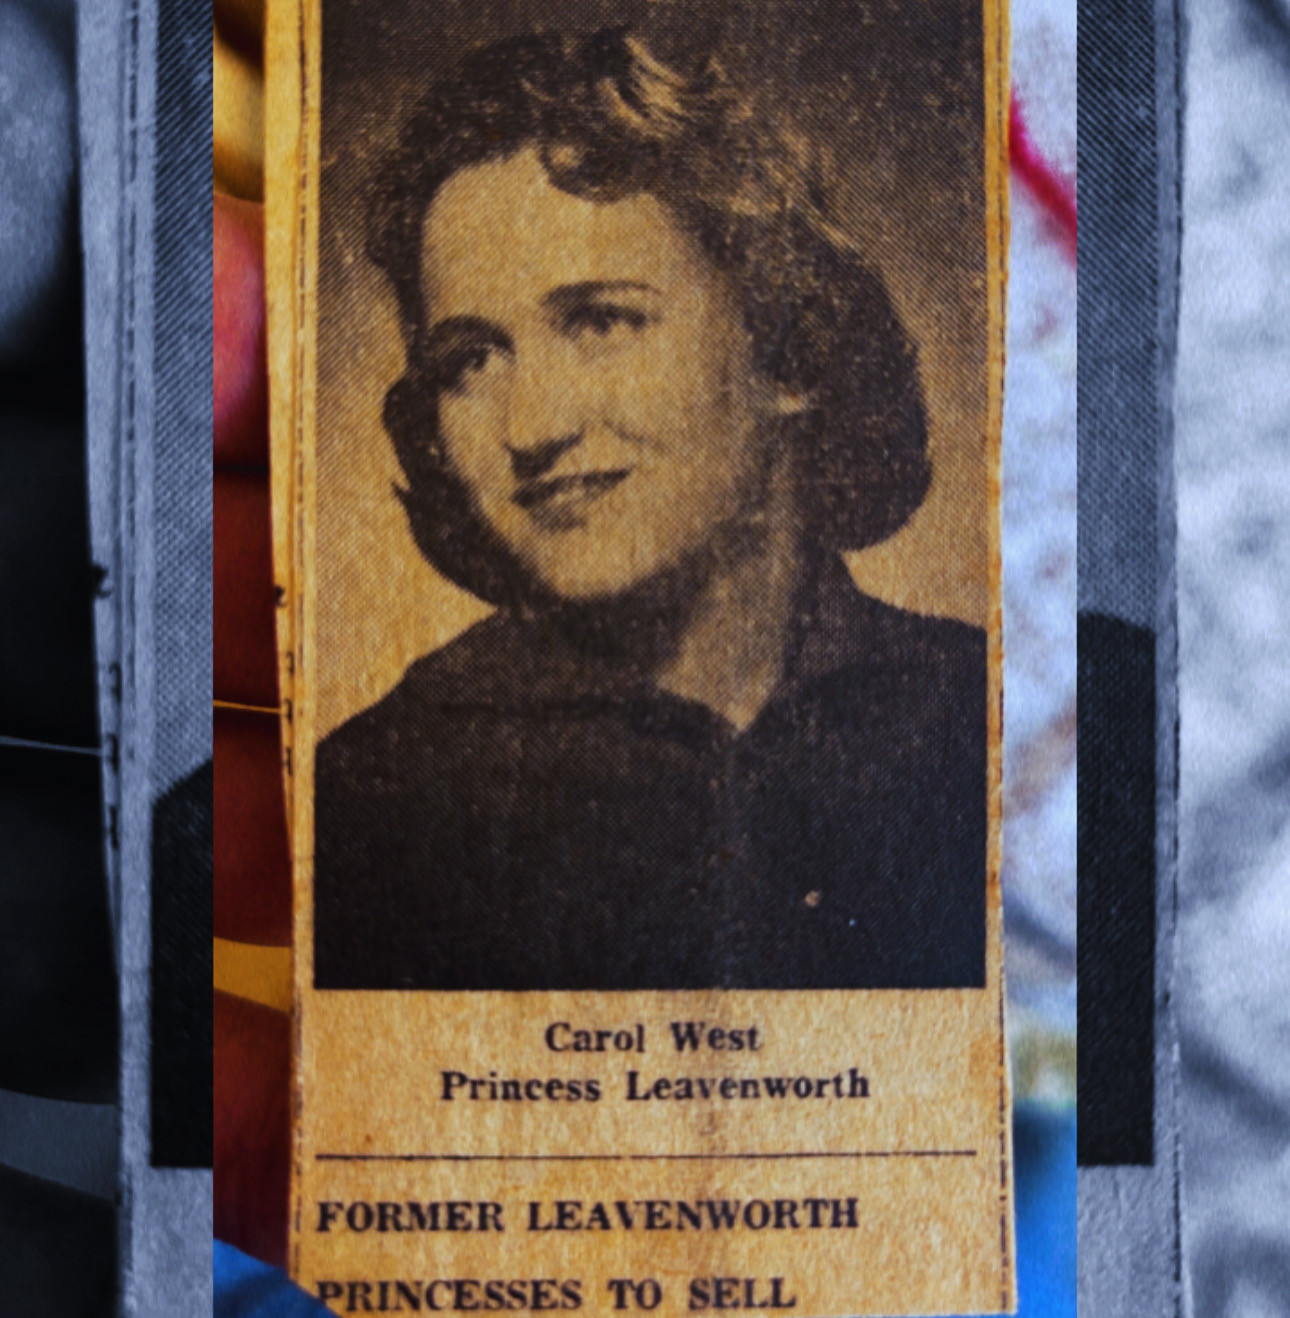 Carol West
Princess Leavenworth
FORMER LEAVENWORTH
PRINCESSES TO SELL